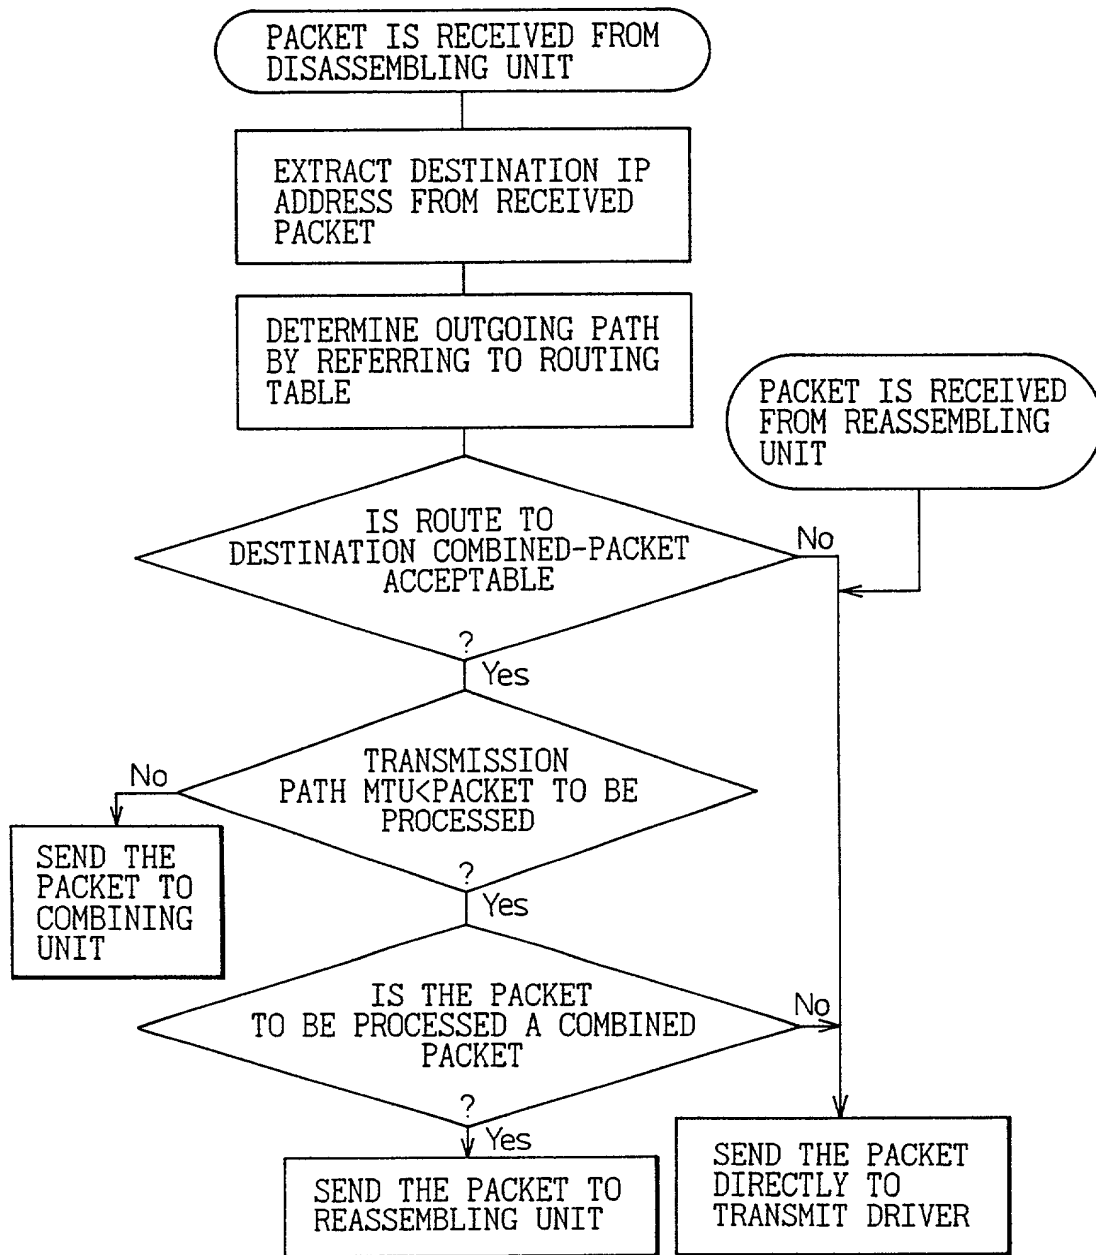 PACKET IS RECEIVED FROM
DISASSEMBLING UNIT
EXTRACT DESTINATION IP
ADDRESS FROM RECEIVED
PACKET
DETERMINE OUTGOING PATH
BY REFERRING TO ROUTING
TABLE
PACKET IS RECEIVED
FROM REASSEMBLING
UNIT
IS ROUTE TO
DESTINATION COMBINED-PACKET
ACCEPTABLE
?
No
Yes
TRANSMISSION
PATH MTU<PACKET TO BE
PROCESSED
?
No
Yes
SEND THE
PACKET TO
COMBINING
UNIT
IS THE PACKET
TO BE PROCESSED A COMBINED
PACKET
?
No
Yes
SEND THE PACKET TO
REASSEMBLING UNIT
SEND THE PACKET
DIRECTLY TO
TRANSMIT DRIVER